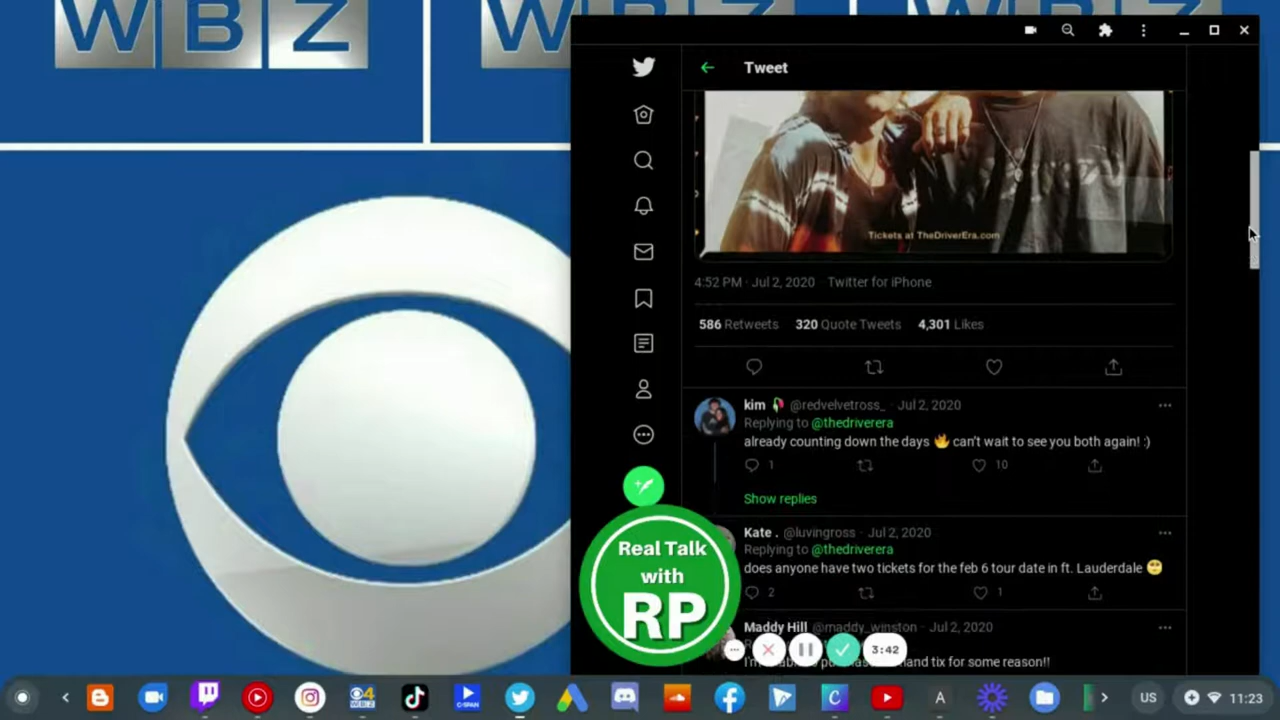 WBZ
Tweet
Tickets at TheDriverEra.com
4:52 PM · Jul 2, 2020 · Twitter for iPhone
586 Retweets 320 Quote Tweets 4,301 Likes
kim @redvelvetross_ · Jul 2, 2020
Replying to @thedriverera
already counting down the days 🔥 can't wait to see you both again! :)
1 10
Show replies
Kate . @luvingross · Jul 2, 2020
Replying to @thedriverera
does anyone have two tickets for the feb 6 tour date in ft. Lauderdale 🙄
2 1
Maddy Hill @maddy_winston · Jul 2, 2020
Real Talk
with
RP
3:42
tix for some reason!!
4
WBZ
C-SPAN
C
A
US
11:23